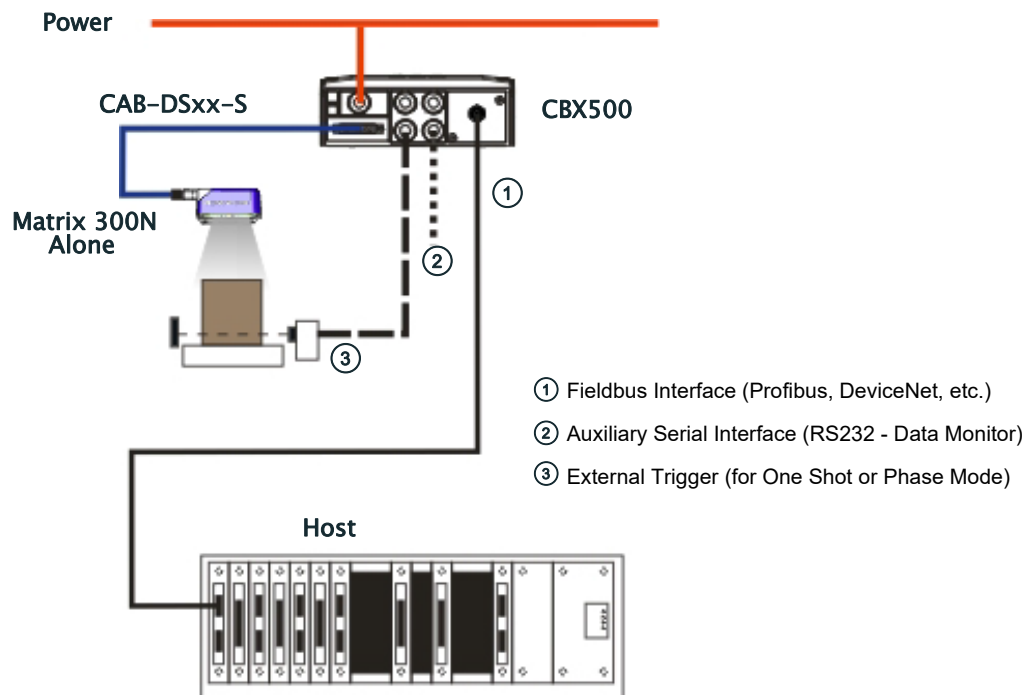 Power
CAB-DSxx-S
CBX500
1
Matrix 300N
Alone
2
3
1 Fieldbus Interface (Profibus, DeviceNet, etc.)
2 Auxiliary Serial Interface (RS232 - Data Monitor)
3 External Trigger (for One Shot or Phase Mode)
Host